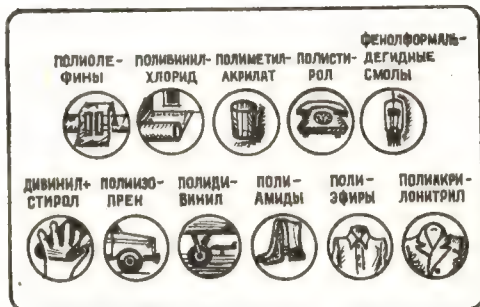 ПОЛИОЛЕ-
ФИНЫ
ПОЛИВИНИЛ-
ХЛОРИД
ПОЛИМЕТИЛ-
АКРИЛАТ
ПОЛИСТИ-
РОЛ
ФЕНОЛФОРМАЛЬ-
ДЕГИДНЫЕ
СМОЛЫ
ДИВИНИЛ+
СТИРОЛ
ПОЛИИЗО-
ПРЕН
ПОЛИДИ-
ВИНИЛ
ПОЛИ-
АМИДЫ
ПОЛИ-
ЭФИРЫ
ПОЛИАКРИ-
ЛОНИТРИЛ